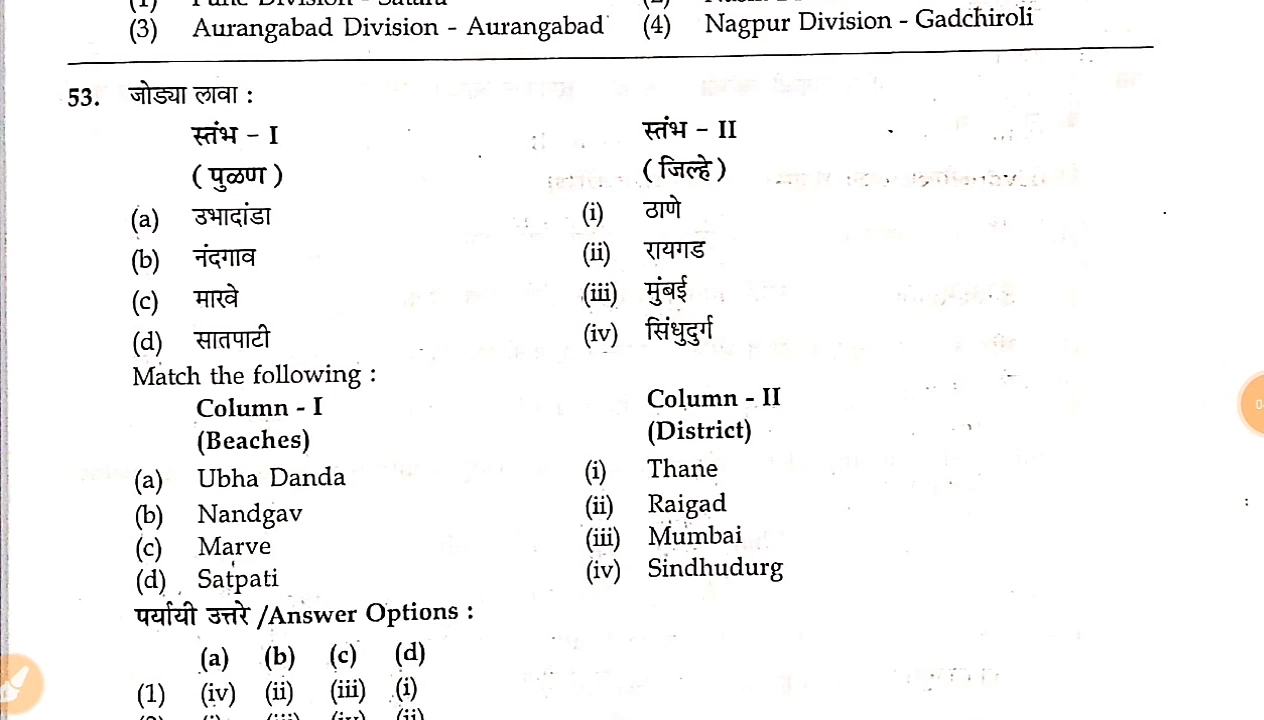 (3) Aurangabad Division - Aurangabad (4) Nagpur Division - Gadchiroli
53. जोड्या लावा :
स्तंभ - I स्तंभ - II
( पुळण ) ( जिल्हे )
(a) उभादांडा (i) ठाणे
(b) नंदगाव (ii) रायगड
(c) मारवे (iii) मुंबई
(d) सातपाटी (iv) सिंधुदुर्ग
Match the following :
Column - I Column - II
(Beaches) (District)
(a) Ubha Danda (i) Thane
(b) Nandgav (ii) Raigad
(c) Marve (iii) Mumbai
(d) Satpati (iv) Sindhudurg
पर्यायी उत्तरे /Answer Options :
(a) (b) (c) (d)
(1) (iv) (ii) (iii) (i)